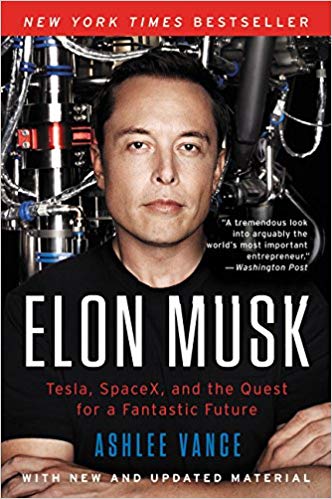 NEW YORK TIMES BESTSELLER
"A tremendous look
into arguably the
world's most important
entrepreneur."
—Washington Post
ELON MUSK
Tesla, SpaceX, and the Quest
for a Fantastic Future
ASHLEE VANCE
WITH NEW AND UPDATED MATERIAL